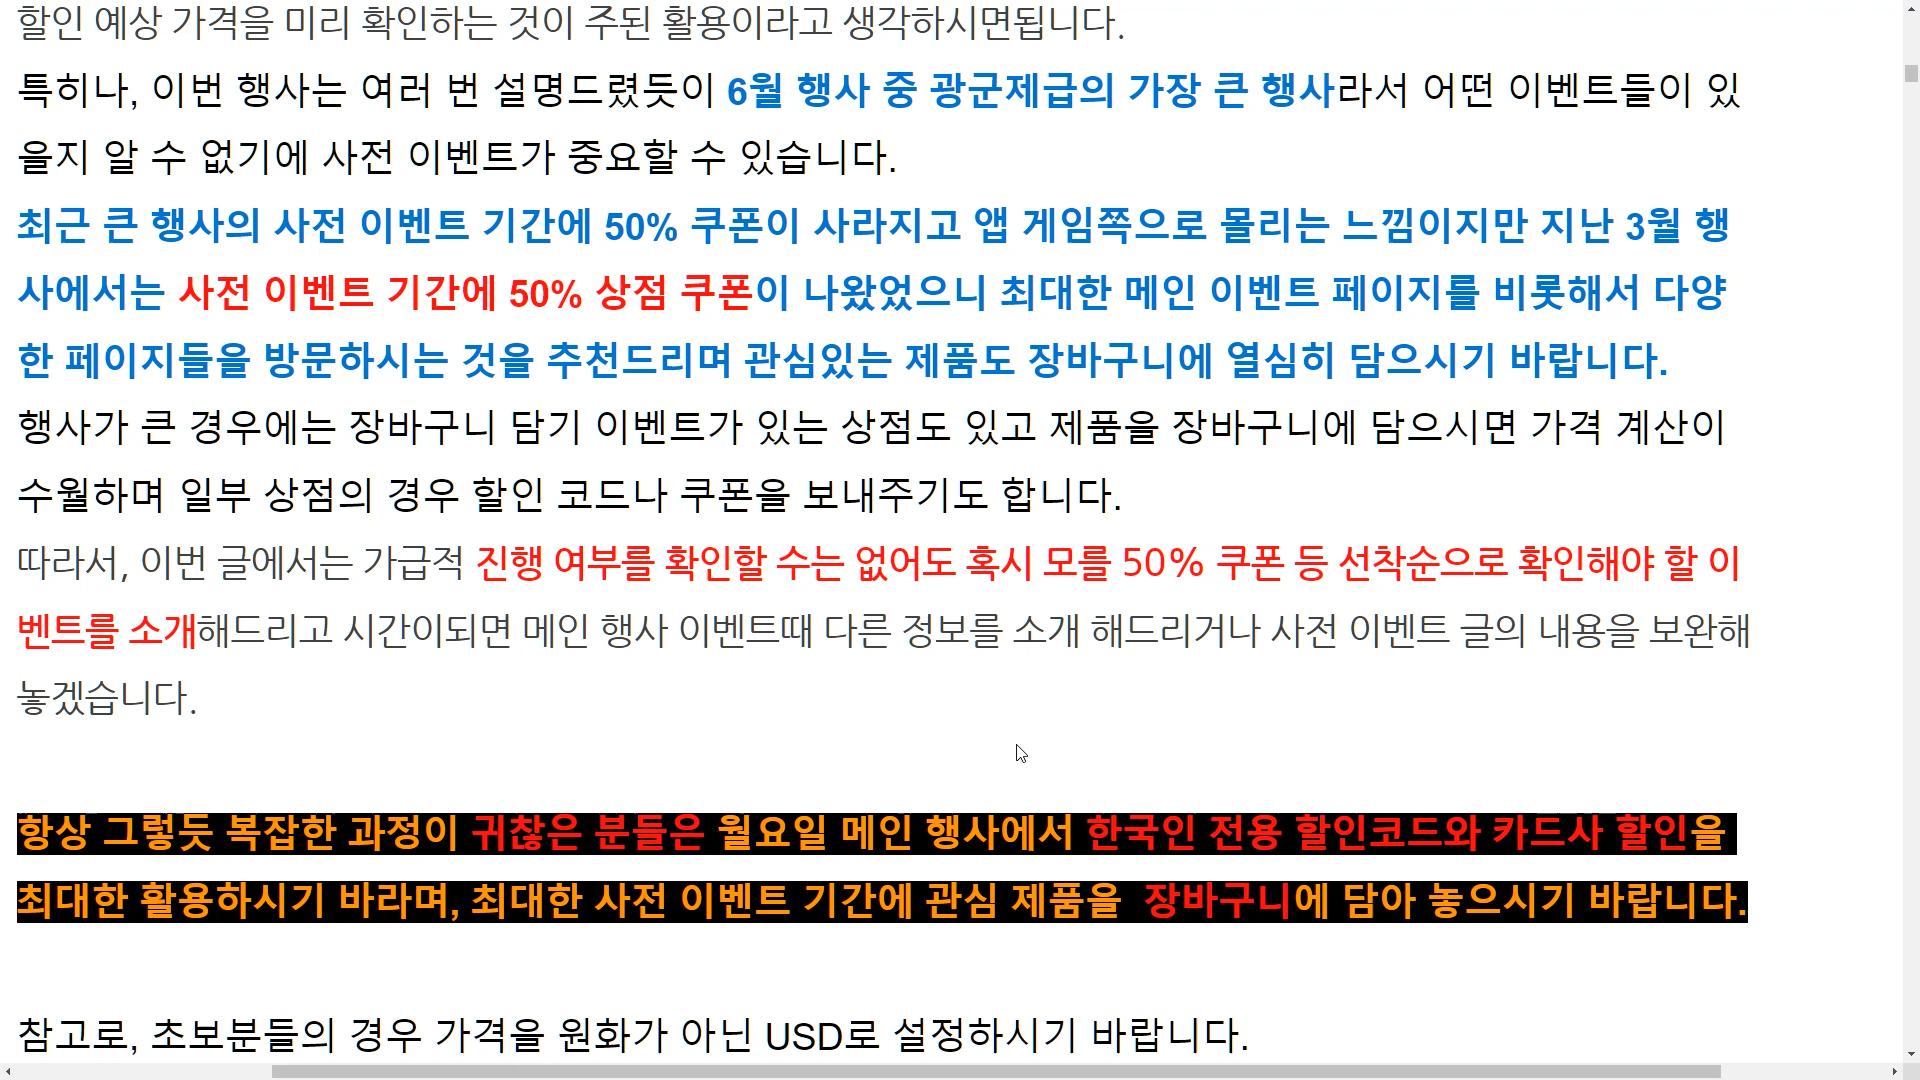 할인 예상 가격을 미리 확인하는 것이 주된 활용이라고 생각하시면됩니다.
특히나, 이번 행사는 여러 번 설명드렸듯이 6월 행사 중 광군제급의 가장 큰 행사라서 어떤 이벤트들이 있
을지 알 수 없기에 사전 이벤트가 중요할 수 있습니다.
최근 큰 행사의 사전 이벤트 기간에 50% 쿠폰이 사라지고 앱 게임쪽으로 몰리는 느낌이지만 지난 3월 행
사에서는 사전 이벤트 기간에 50% 상점 쿠폰이 나왔었으니 최대한 메인 이벤트 페이지를 비롯해서 다양
한 페이지들을 방문하시는 것을 추천드리며 관심있는 제품도 장바구니에 열심히 담으시기 바랍니다.
행사가 큰 경우에는 장바구니 담기 이벤트가 있는 상점도 있고 제품을 장바구니에 담으시면 가격 계산이
수월하며 일부 상점의 경우 할인 코드나 쿠폰을 보내주기도 합니다.
따라서, 이번 글에서는 가급적 진행 여부를 확인할 수는 없어도 혹시 모를 50% 쿠폰 등 선착순으로 확인해야 할 이
벤트를 소개해드리고 시간이되면 메인 행사 이벤트때 다른 정보를 소개 해드리거나 사전 이벤트 글의 내용을 보완해
놓겠습니다.
항상 그렇듯 복잡한 과정이 귀찮은 분들은 월요일 메인 행사에서 한국인 전용 할인코드와 카드사 할인을
최대한 활용하시기 바라며, 최대한 사전 이벤트 기간에 관심 제품을 장바구니에 담아 놓으시기 바랍니다.
참고로, 초보분들의 경우 가격을 원화가 아닌 USD로 설정하시기 바랍니다.